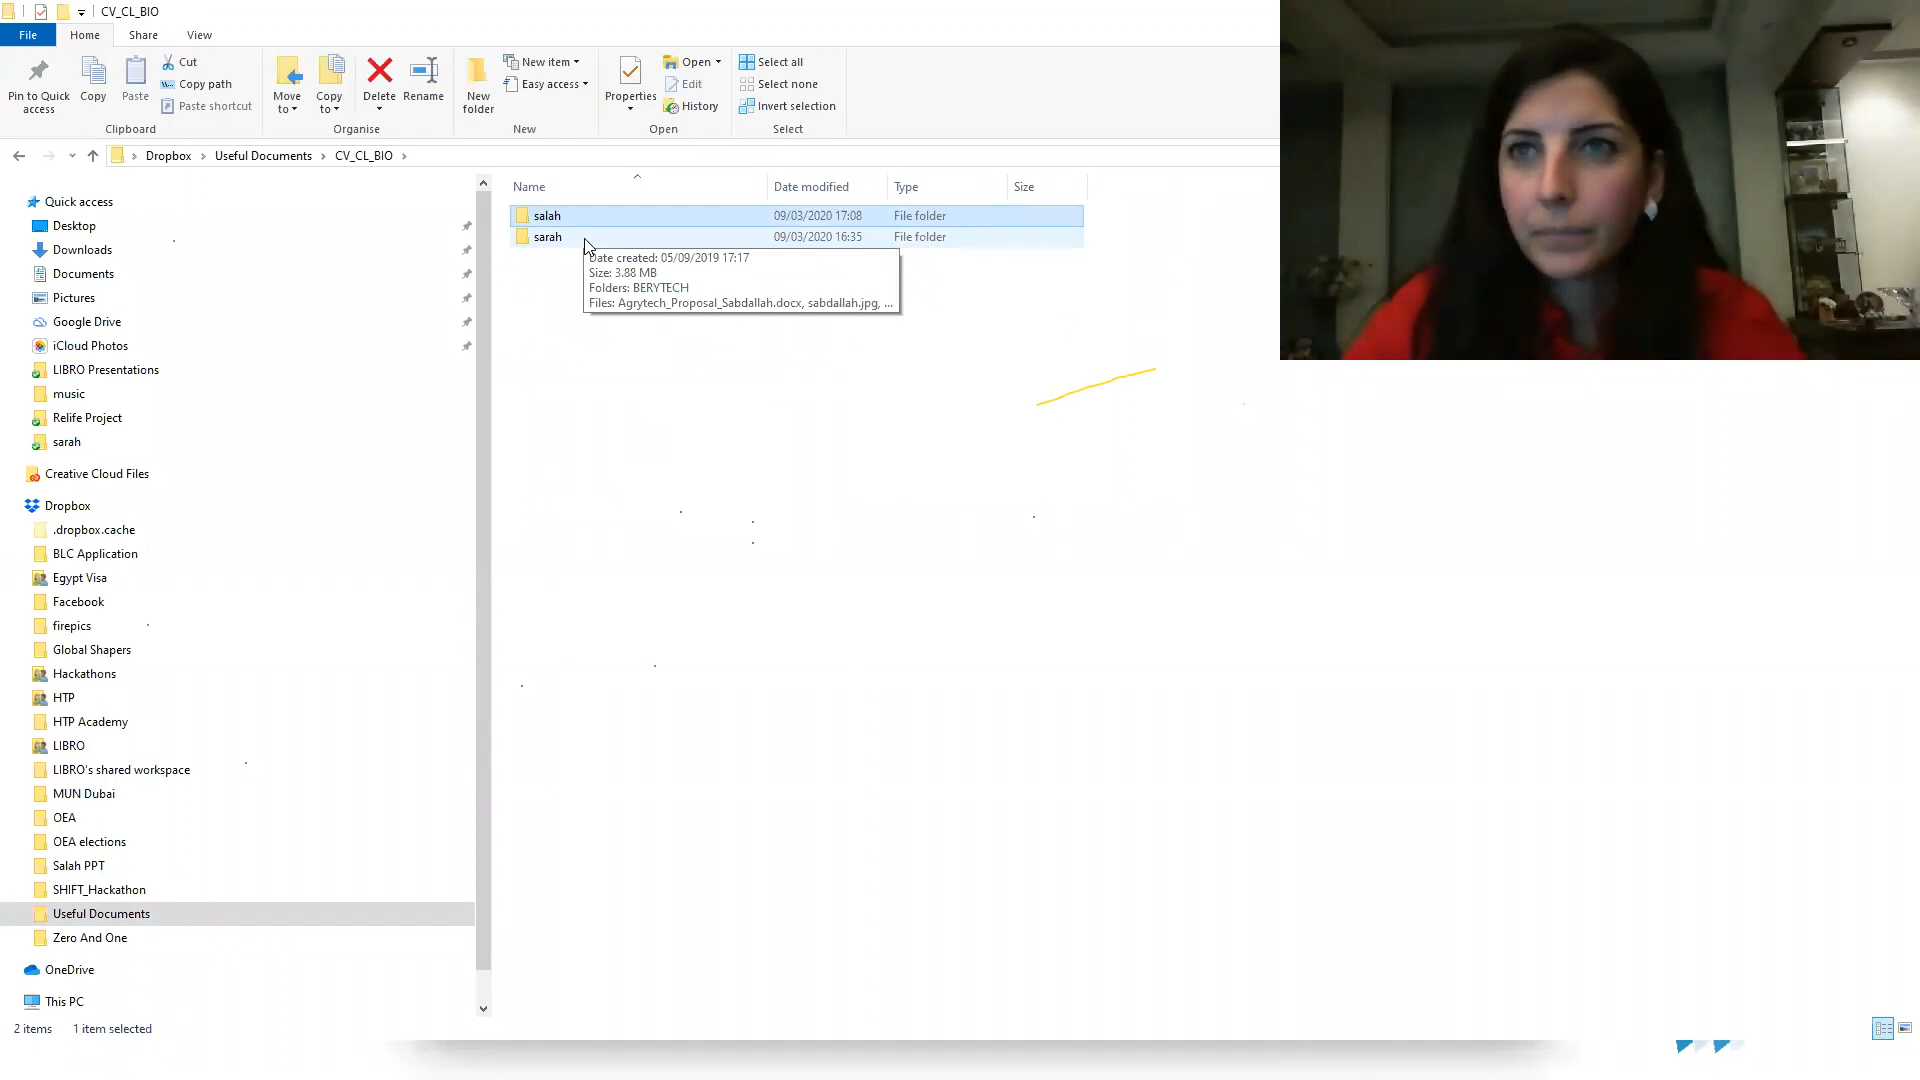 CV_CL_BIO
File Home Share View
Pin to Quick access
Copy
Paste
Cut
Copy path
Paste shortcut
Clipboard
Move to
Copy to
Delete
Rename
Organise
New folder
New item
Easy access
New
Properties
Open
Edit
History
Open
Select all
Select none
Invert selection
Select
Dropbox > Useful Documents > CV_CL_BIO >
Name Date modified Type Size
salah 09/03/2020 17:08 File folder
sarah 09/03/2020 16:35 File folder
Date created: 05/09/2019 17:17
Size: 3.88 MB
Folders: BERYTECH
Files: Agrytech_Proposal_Sabdallah.docx, sabdallah.jpg, ...
Quick access
Desktop
Downloads
Documents
Pictures
Google Drive
iCloud Photos
LIBRO Presentations
music
Relife Project
sarah
Creative Cloud Files
Dropbox
.dropbox.cache
BLC Application
Egypt Visa
Facebook
firepics
Global Shapers
Hackathons
HTP
HTP Academy
LIBRO
LIBRO's shared workspace
MUN Dubai
OEA
OEA elections
Salah PPT
SHIFT_Hackathon
Useful Documents
Zero And One
OneDrive
This PC
2 items 1 item selected